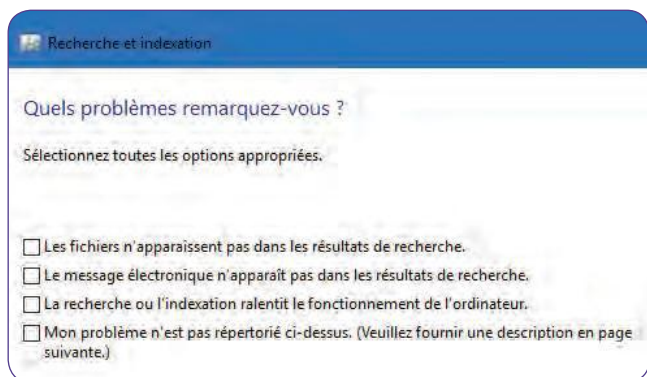 Recherche et indexation
Quels problèmes remarquez-vous ?
Sélectionnez toutes les options appropriées.
Les fichiers n'apparaissent pas dans les résultats de recherche.
Le message électronique n'apparaît pas dans les résultats de recherche.
La recherche ou l'indexation ralentit le fonctionnement de l'ordinateur.
Mon problème n'est pas répertorié ci-dessus. (Veuillez fournir une description en page
suivante.)